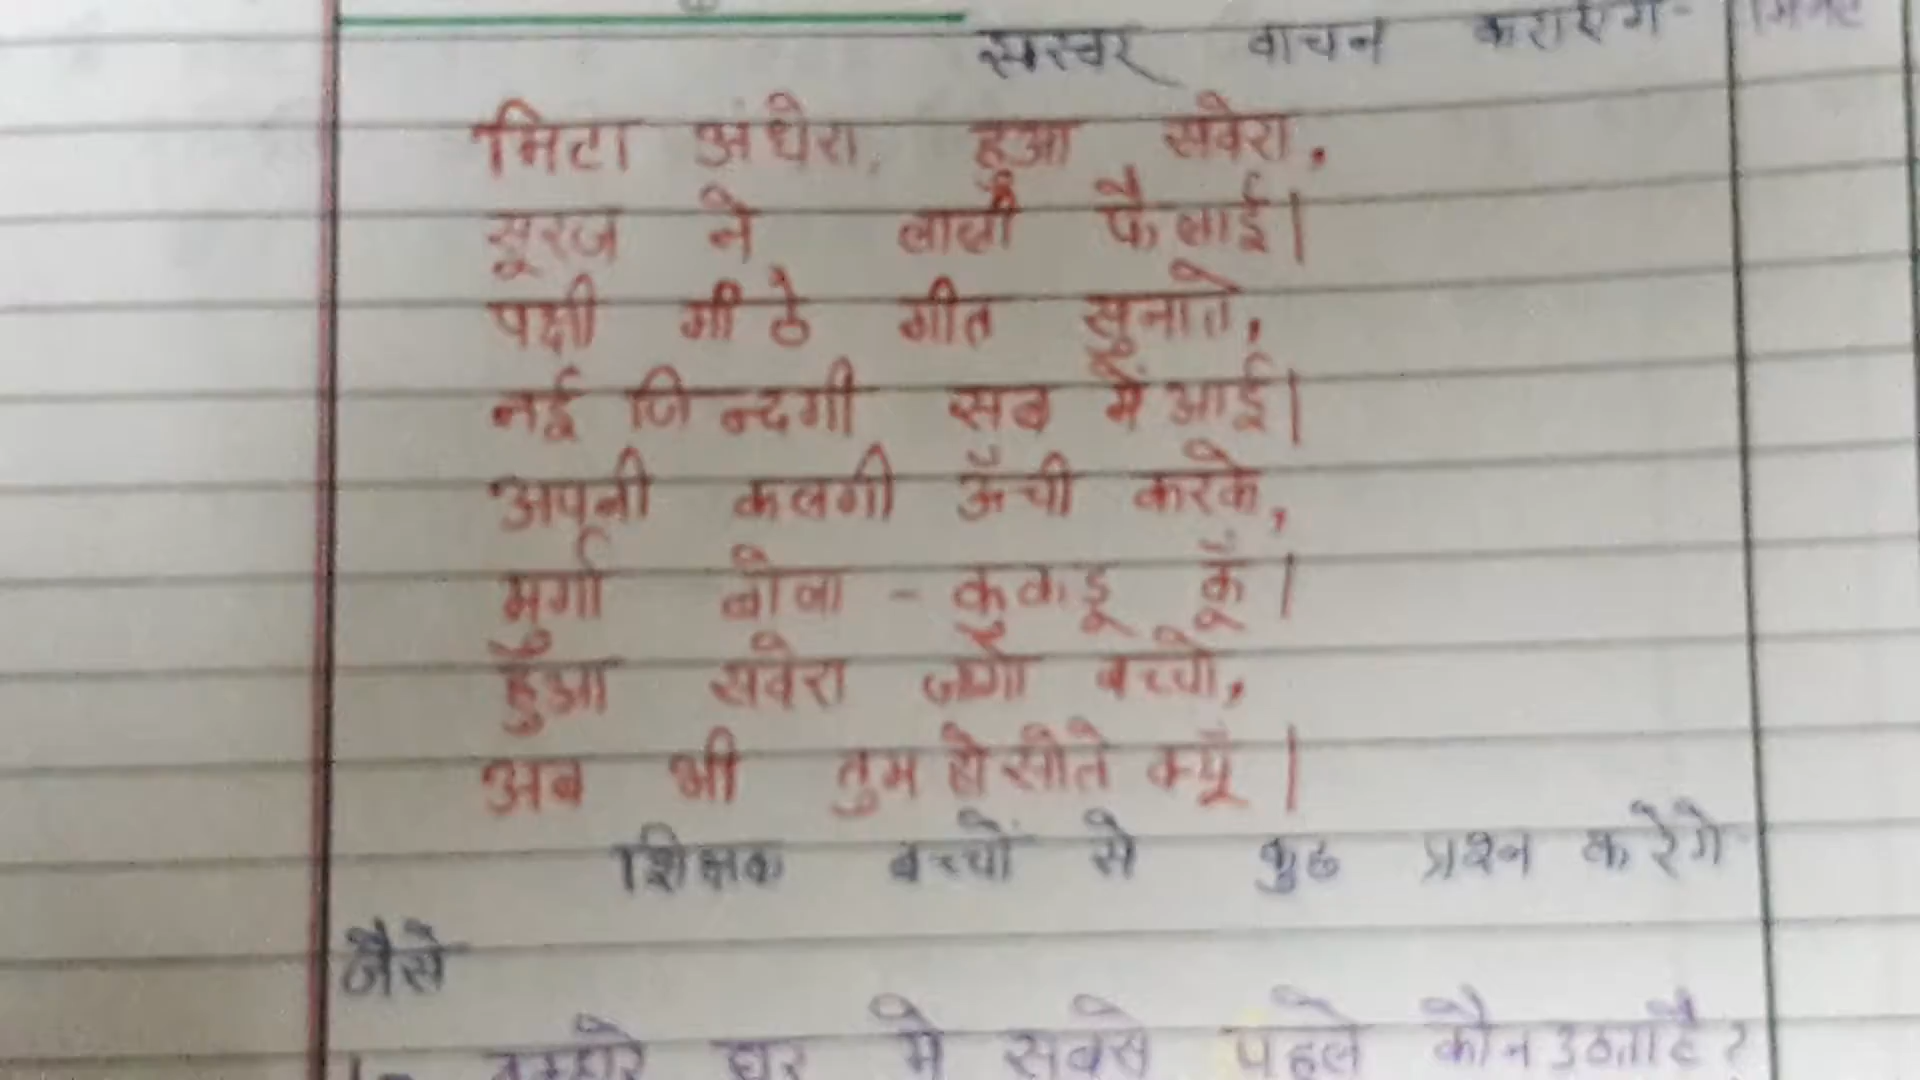 सस्वर वाचन कराएंगे-
मिटा अंधेरा, हुआ सवेरा,
सूरज ने लाली फैलाई।
पक्षी मीठे गीत सुनाते,
नई जिन्दगी सब में आई।
अपनी कलगी ऊँची करके,
मुर्गा बोला - कुकडू कूँ।
हुआ सवेरा जागो बच्चो,
अब भी तुम हो सोते क्यूँ।
शिक्षक बच्चों से कुछ प्रश्न करेंगे
जैसे
1- तुम्हारे घर में सबसे पहले कौन उठता है?